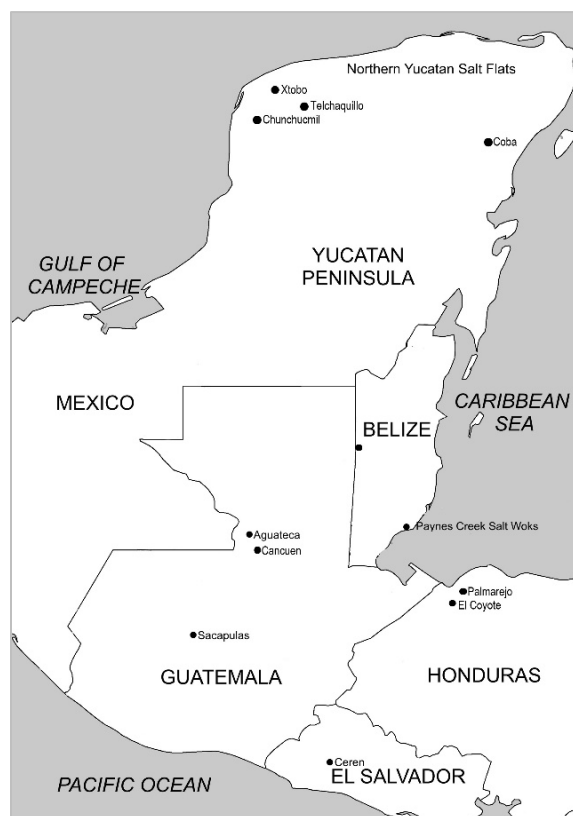 Northern Yucatan Salt Flats
Xtobo
Telchaquillo
Chunchucmil
Coba
YUCATAN
PENINSULA
GULF OF
CAMPECHE
MEXICO
CARIBBEAN
SEA
BELIZE
Paynes Creek Salt Woks
Aguateca
Cancuen
Palmarejo
El Coyote
Sacapulas
GUATEMALA
HONDURAS
Ceren
EL SALVADOR
PACIFIC OCEAN